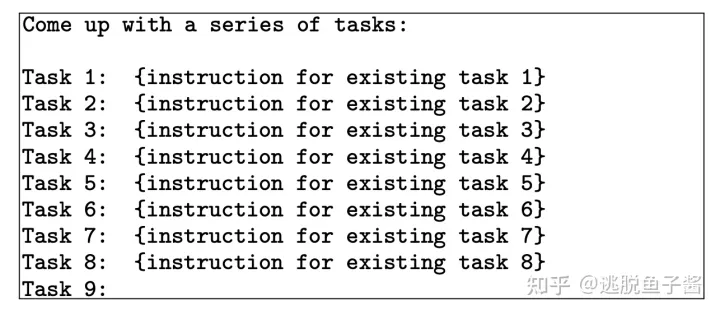 Come up with a series of tasks:
Task 1: {instruction for existing task 1}
Task 2: {instruction for existing task 2}
Task 3: {instruction for existing task 3}
Task 4: {instruction for existing task 4}
Task 5: {instruction for existing task 5}
Task 6: {instruction for existing task 6}
Task 7: {instruction for existing task 7}
Task 8: {instruction for existing task 8}
Task 9:
知乎 @逃脱鱼子酱